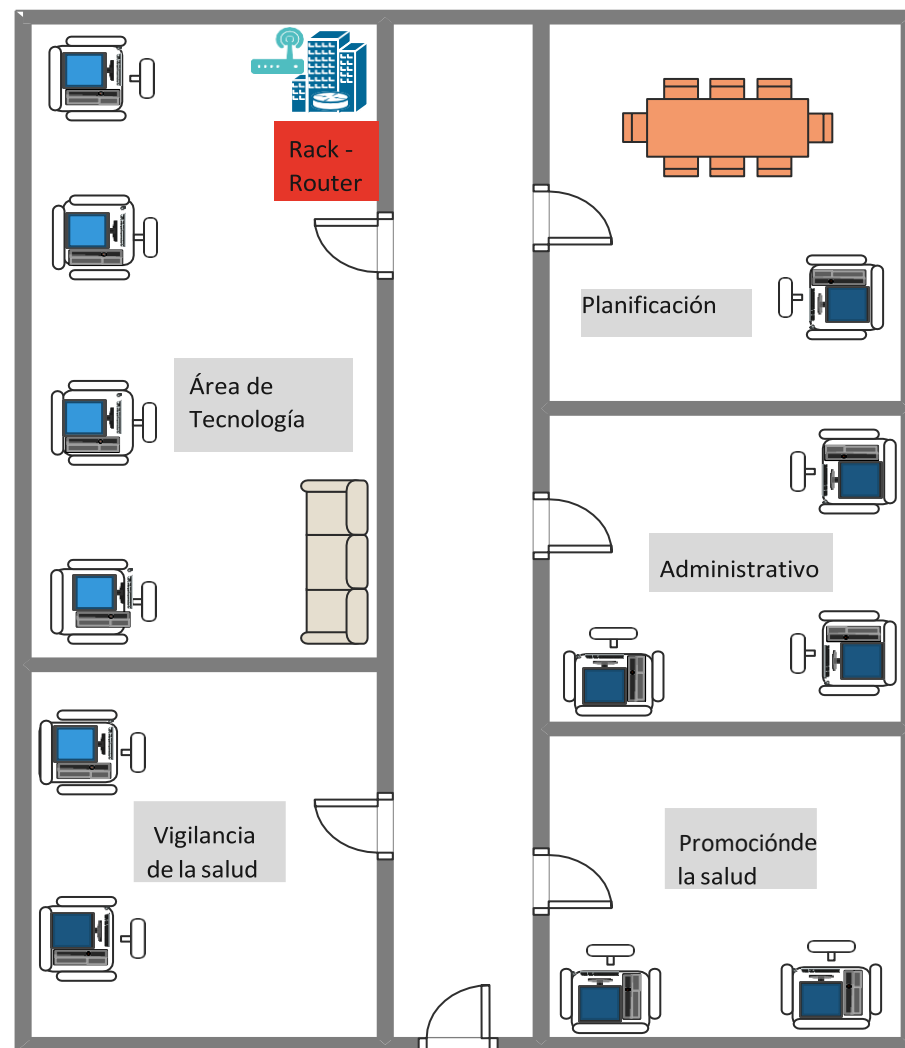 Rack -
Router
Planificación
Área de
Tecnología
Administrativo
Vigilancia
de la salud
Promociónde
la salud